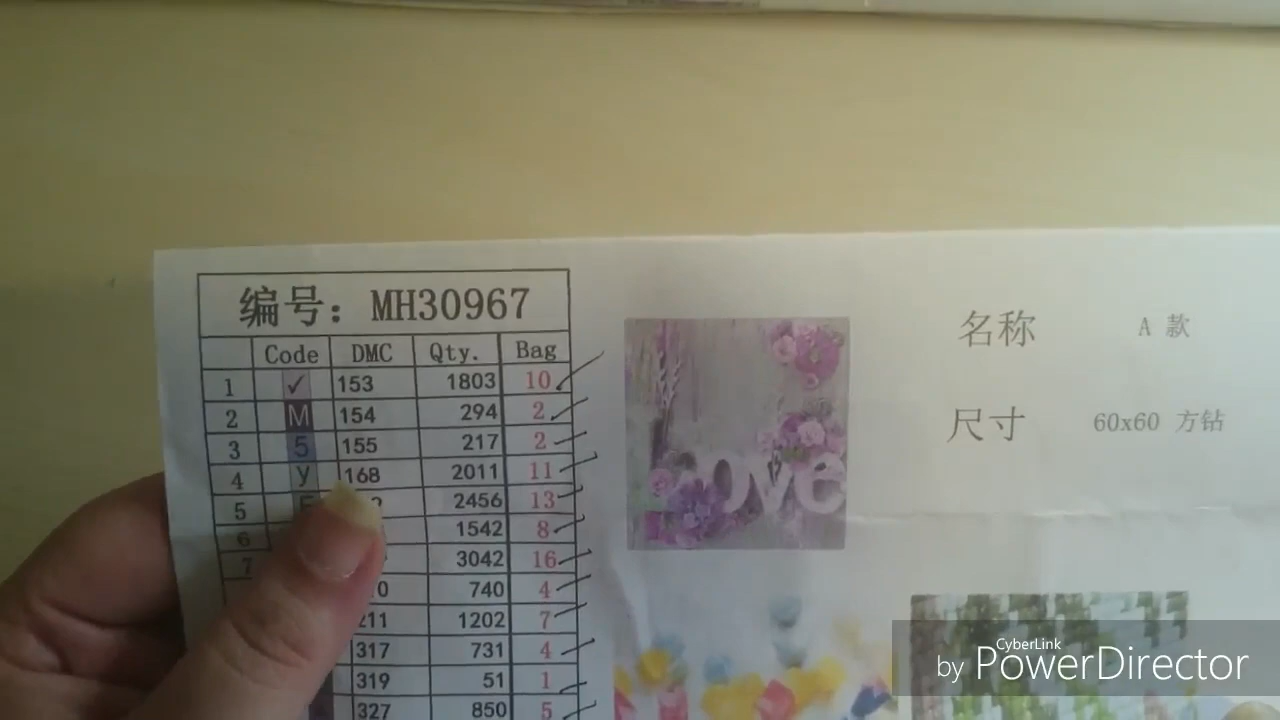 编号: MH30967
Code DMC Qty. Bag
1 ✓ 153 1803 10
2 M 154 294 2
3 5 155 217 2
4 y 168 2011 11
5 2456 13
6 1542 8
7 3042 16
740 4
211 1202 7
317 731 4
319 51 1
327 850 5
love
名称 A 款
尺寸 60x60 方钻
CyberLink
by PowerDirector